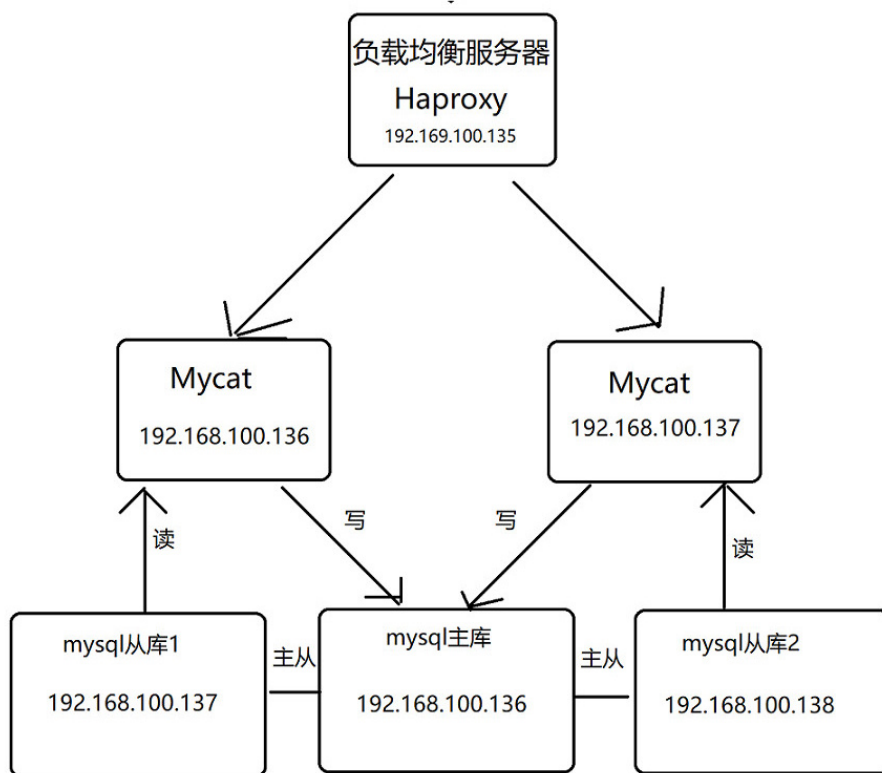 负载均衡服务器
Haproxy
192.169.100.135
Mycat
192.168.100.136
Mycat
192.168.100.137
读
写
写
读
mysql从库1
192.168.100.137
主从
mysql主库
192.168.100.136
主从
mysql从库2
192.168.100.138